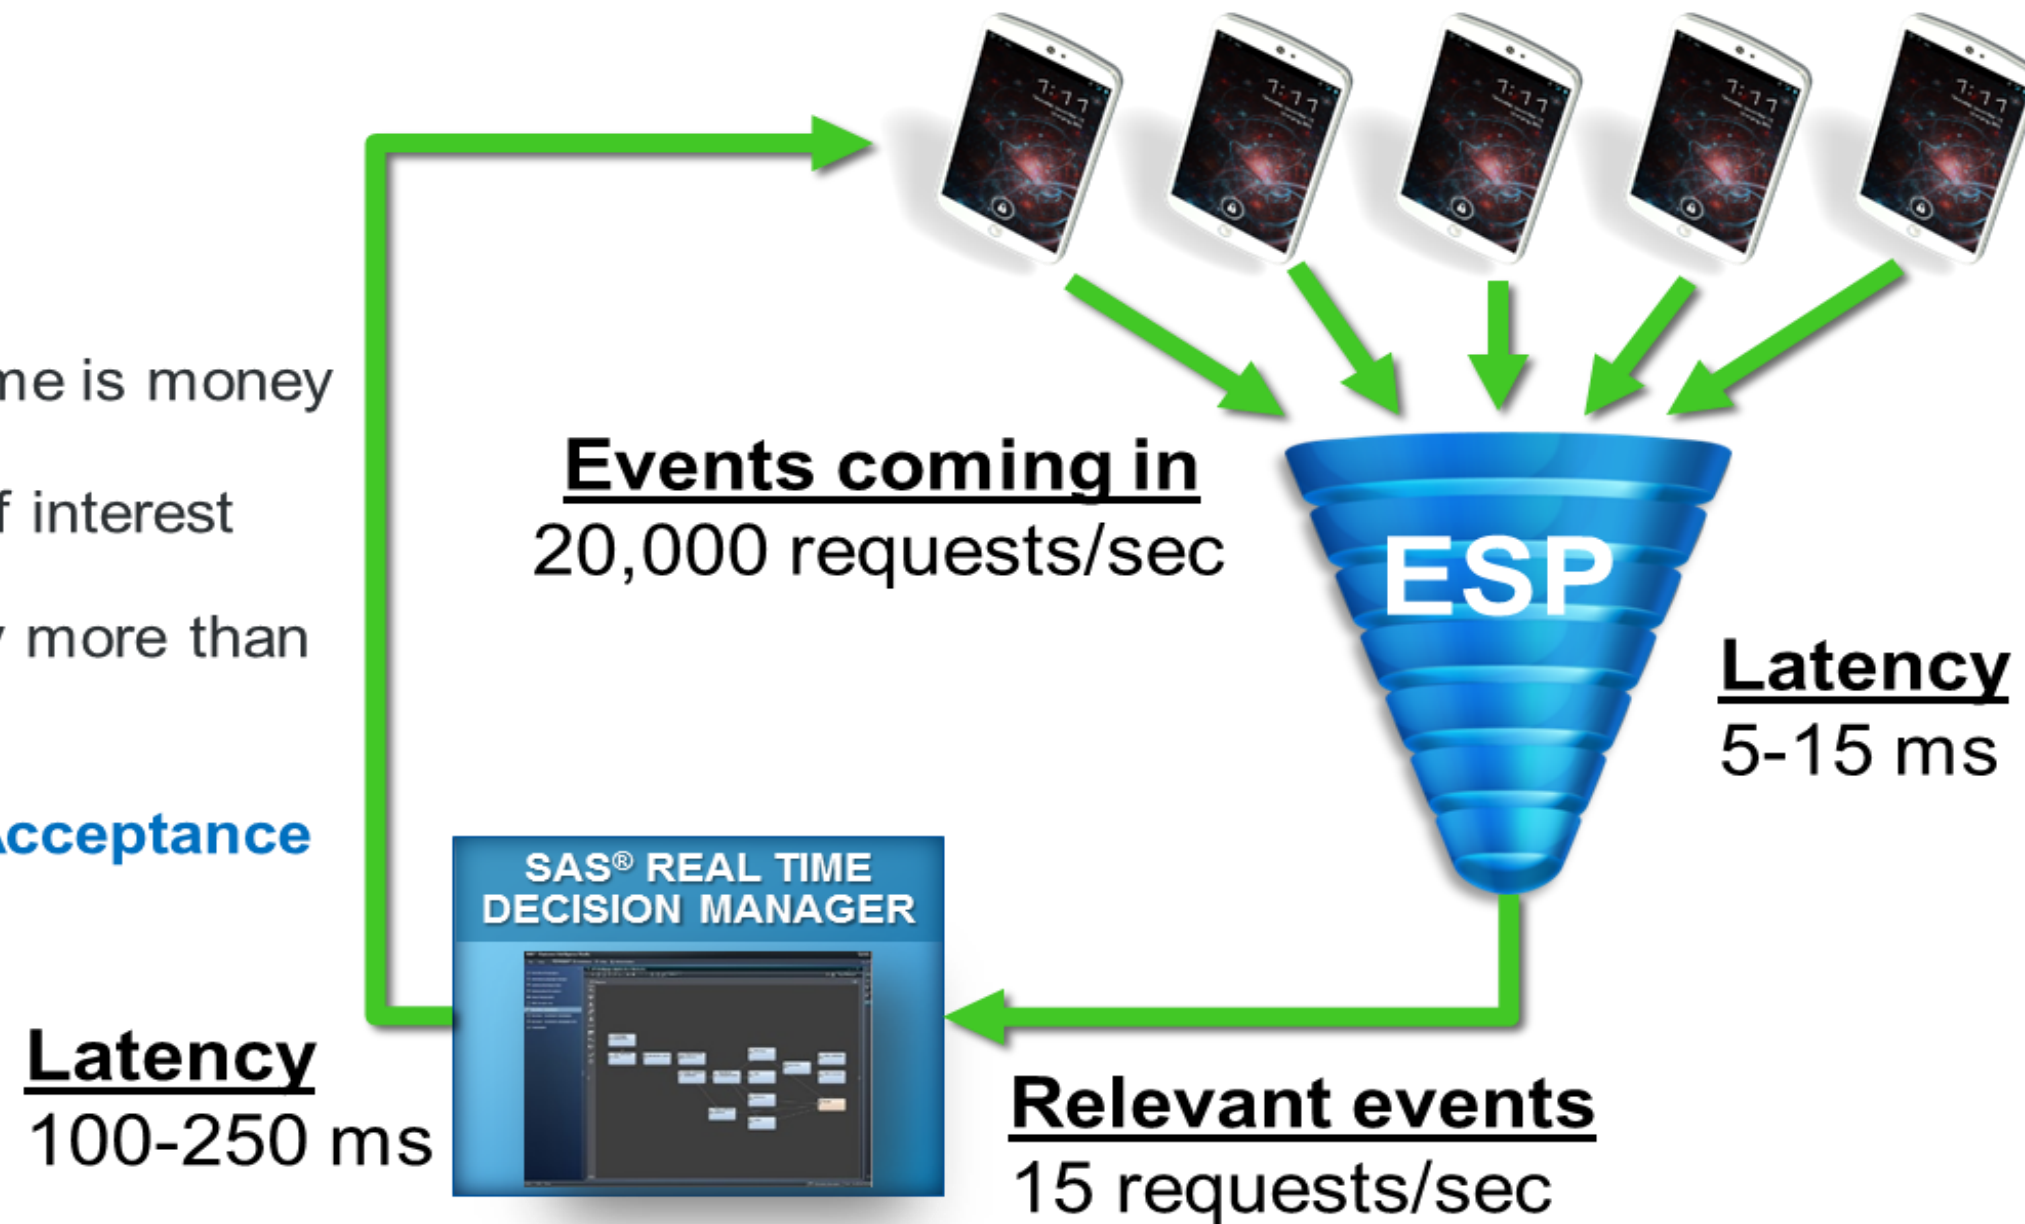 me is money
f interest
more than
Acceptance
Events coming in
20,000 requests/sec
ESP
Latency
5-15 ms
SAS® REAL TIME
DECISION MANAGER
Latency
100-250 ms
Relevant events
15 requests/sec